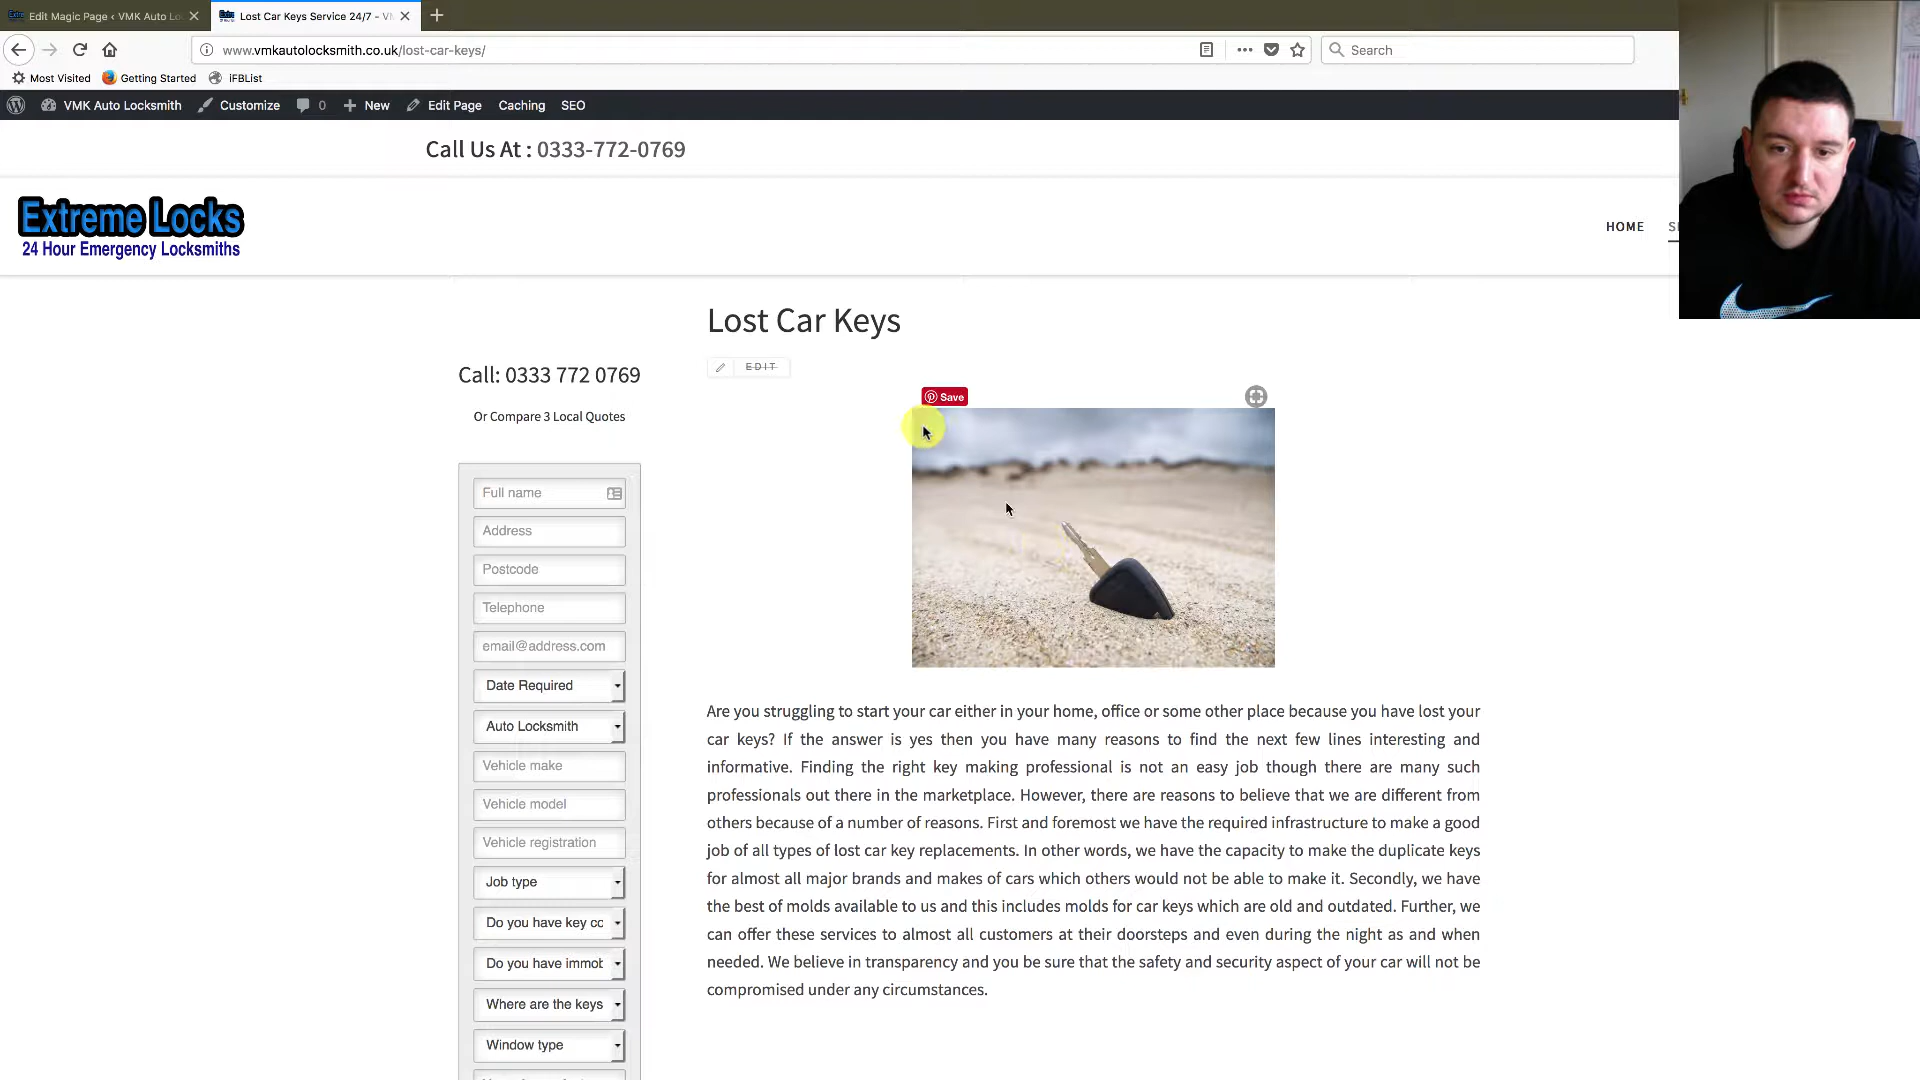 Edit Magic Page ‹ VMK Auto Lo
Lost Car Keys Service 24/7 – VM
www.vmkautolocksmith.co.uk/lost-car-keys/
Search
Most Visited
Getting Started
iFBList
VMK Auto Locksmith
Customize
0
New
Edit Page
Caching
SEO
Call Us At : 0333-772-0769
Extreme Locks
24 Hour Emergency Locksmiths
HOME
Lost Car Keys
EDIT
Call: 0333 772 0769
Or Compare 3 Local Quotes
Save
Full name
Address
Postcode
Telephone
email@address.com
Date Required
Auto Locksmith
Vehicle make
Vehicle model
Vehicle registration
Job type
Do you have key cc
Do you have immot
Where are the keys
Window type
Are you struggling to start your car either in your home, office or some other place because you have lost your
car keys? If the answer is yes then you have many reasons to find the next few lines interesting and
informative. Finding the right key making professional is not an easy job though there are many such
professionals out there in the marketplace. However, there are reasons to believe that we are different from
others because of a number of reasons. First and foremost we have the required infrastructure to make a good
job of all types of lost car key replacements. In other words, we have the capacity to make the duplicate keys
for almost all major brands and makes of cars which others would not be able to make it. Secondly, we have
the best of molds available to us and this includes molds for car keys which are old and outdated. Further, we
can offer these services to almost all customers at their doorsteps and even during the night as and when
needed. We believe in transparency and you be sure that the safety and security aspect of your car will not be
compromised under any circumstances.